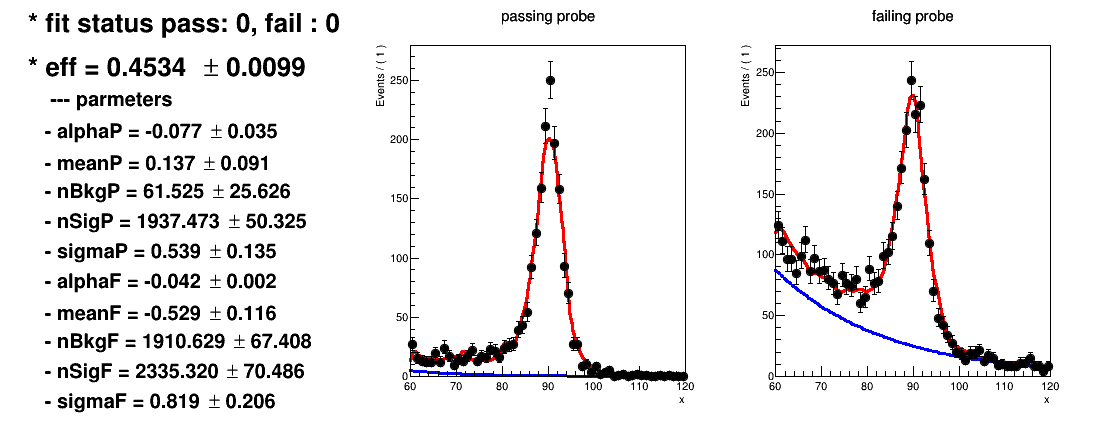 * fit status pass: 0, fail : 0
* eff = 0.4534 ± 0.0099
--- parmeters
- alphaP = -0.077 ± 0.035
- meanP = 0.137 ± 0.091
- nBkgP = 61.525 ± 25.626
- nSigP = 1937.473 ± 50.325
- sigmaP = 0.539 ± 0.135
- alphaF = -0.042 ± 0.002
- meanF = -0.529 ± 0.116
- nBkgF = 1910.629 ± 67.408
- nSigF = 2335.320 ± 70.486
- sigmaF = 0.819 ± 0.206
passing probe
Events / ( 1 )
250
200
150
100
50
0
60 70 80 90 100 110 120
x
failing probe
Events / ( 1 )
250
200
150
100
50
0
60 70 80 90 100 110 120
x